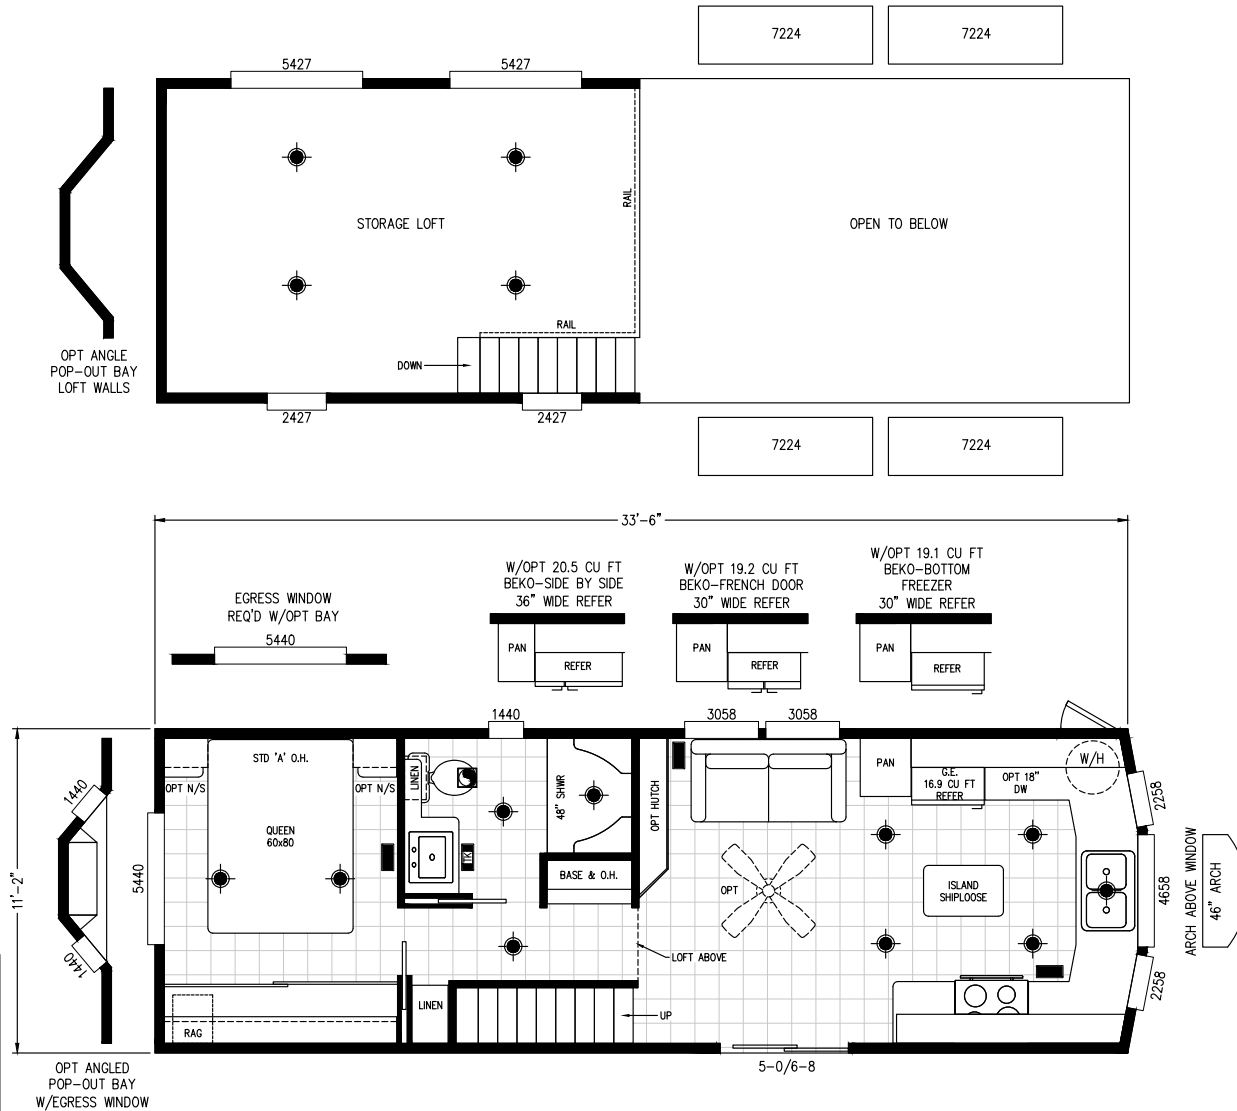 7224
7224
5427
5427
STORAGE LOFT
RAIL
OPEN TO BELOW
RAIL
DOWN
OPT ANGLE
POP-OUT BAY
LOFT WALLS
2427
2427
7224
7224
33'-6"
W/OPT 20.5 CU FT
BEKO-SIDE BY SIDE
36" WIDE REFER
W/OPT 19.2 CU FT
BEKO-FRENCH DOOR
30" WIDE REFER
W/OPT 19.1 CU FT
BEKO-BOTTOM
FREEZER
30" WIDE REFER
EGRESS WINDOW
REQ'D W/OPT BAY
5440
PAN
REFER
PAN
REFER
PAN
REFER
1440
3058
3058
STD 'A' O.H.
OPT N/S
OPT N/S
QUEEN
60x80
LINEN
48" SHWR
OPT HUTCH
PAN
G.E.
16.9 CU FT
REFER
OPT 18"
DW
W/H
2258
1440
5440
11'-2"
1440
TK
BASE & O.H.
OPT
ISLAND
SHIPLOOSE
4658
ARCH ABOVE WINDOW
46" ARCH
LOFT ABOVE
2258
RAG
LINEN
UP
5-0/6-8
OPT ANGLED
POP-OUT BAY
W/EGRESS WINDOW